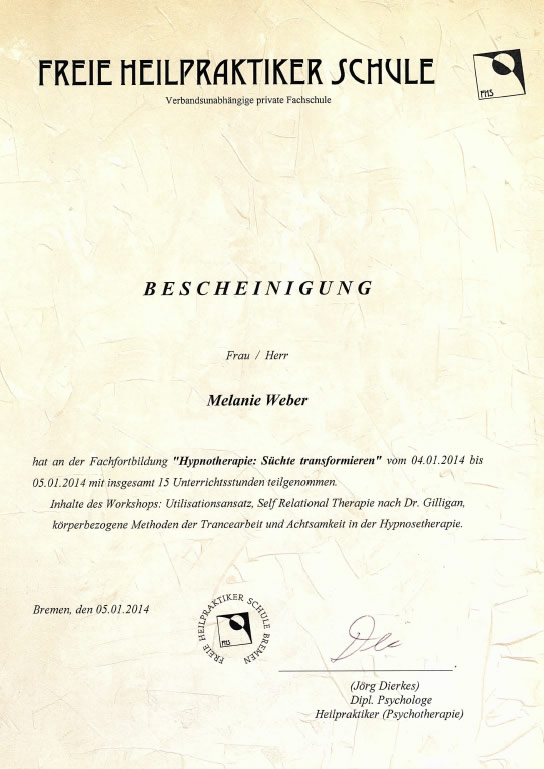 FREIE HEILPRAKTIKER SCHULE
Verbandsunabhängige private Fachschule
FHS
BESCHEINIGUNG
Frau / Herr
Melanie Weber
hat an der Fachfortbildung "Hypnotherapie: Süchte transformieren" vom 04.01.2014 bis
05.01.2014 mit insgesamt 15 Unterrichtsstunden teilgenommen.
Inhalte des Workshops: Utilisationsansatz, Self Relational Therapie nach Dr. Gilligan,
körperbezogene Methoden der Trancearbeit und Achtsamkeit in der Hypnosetherapie.
Bremen, den 05.01.2014
FREIE HEILPRAKTIKER SCHULE BREMEN
FHS
(Jörg Dierkes)
Dipl. Psychologe
Heilpraktiker (Psychotherapie)